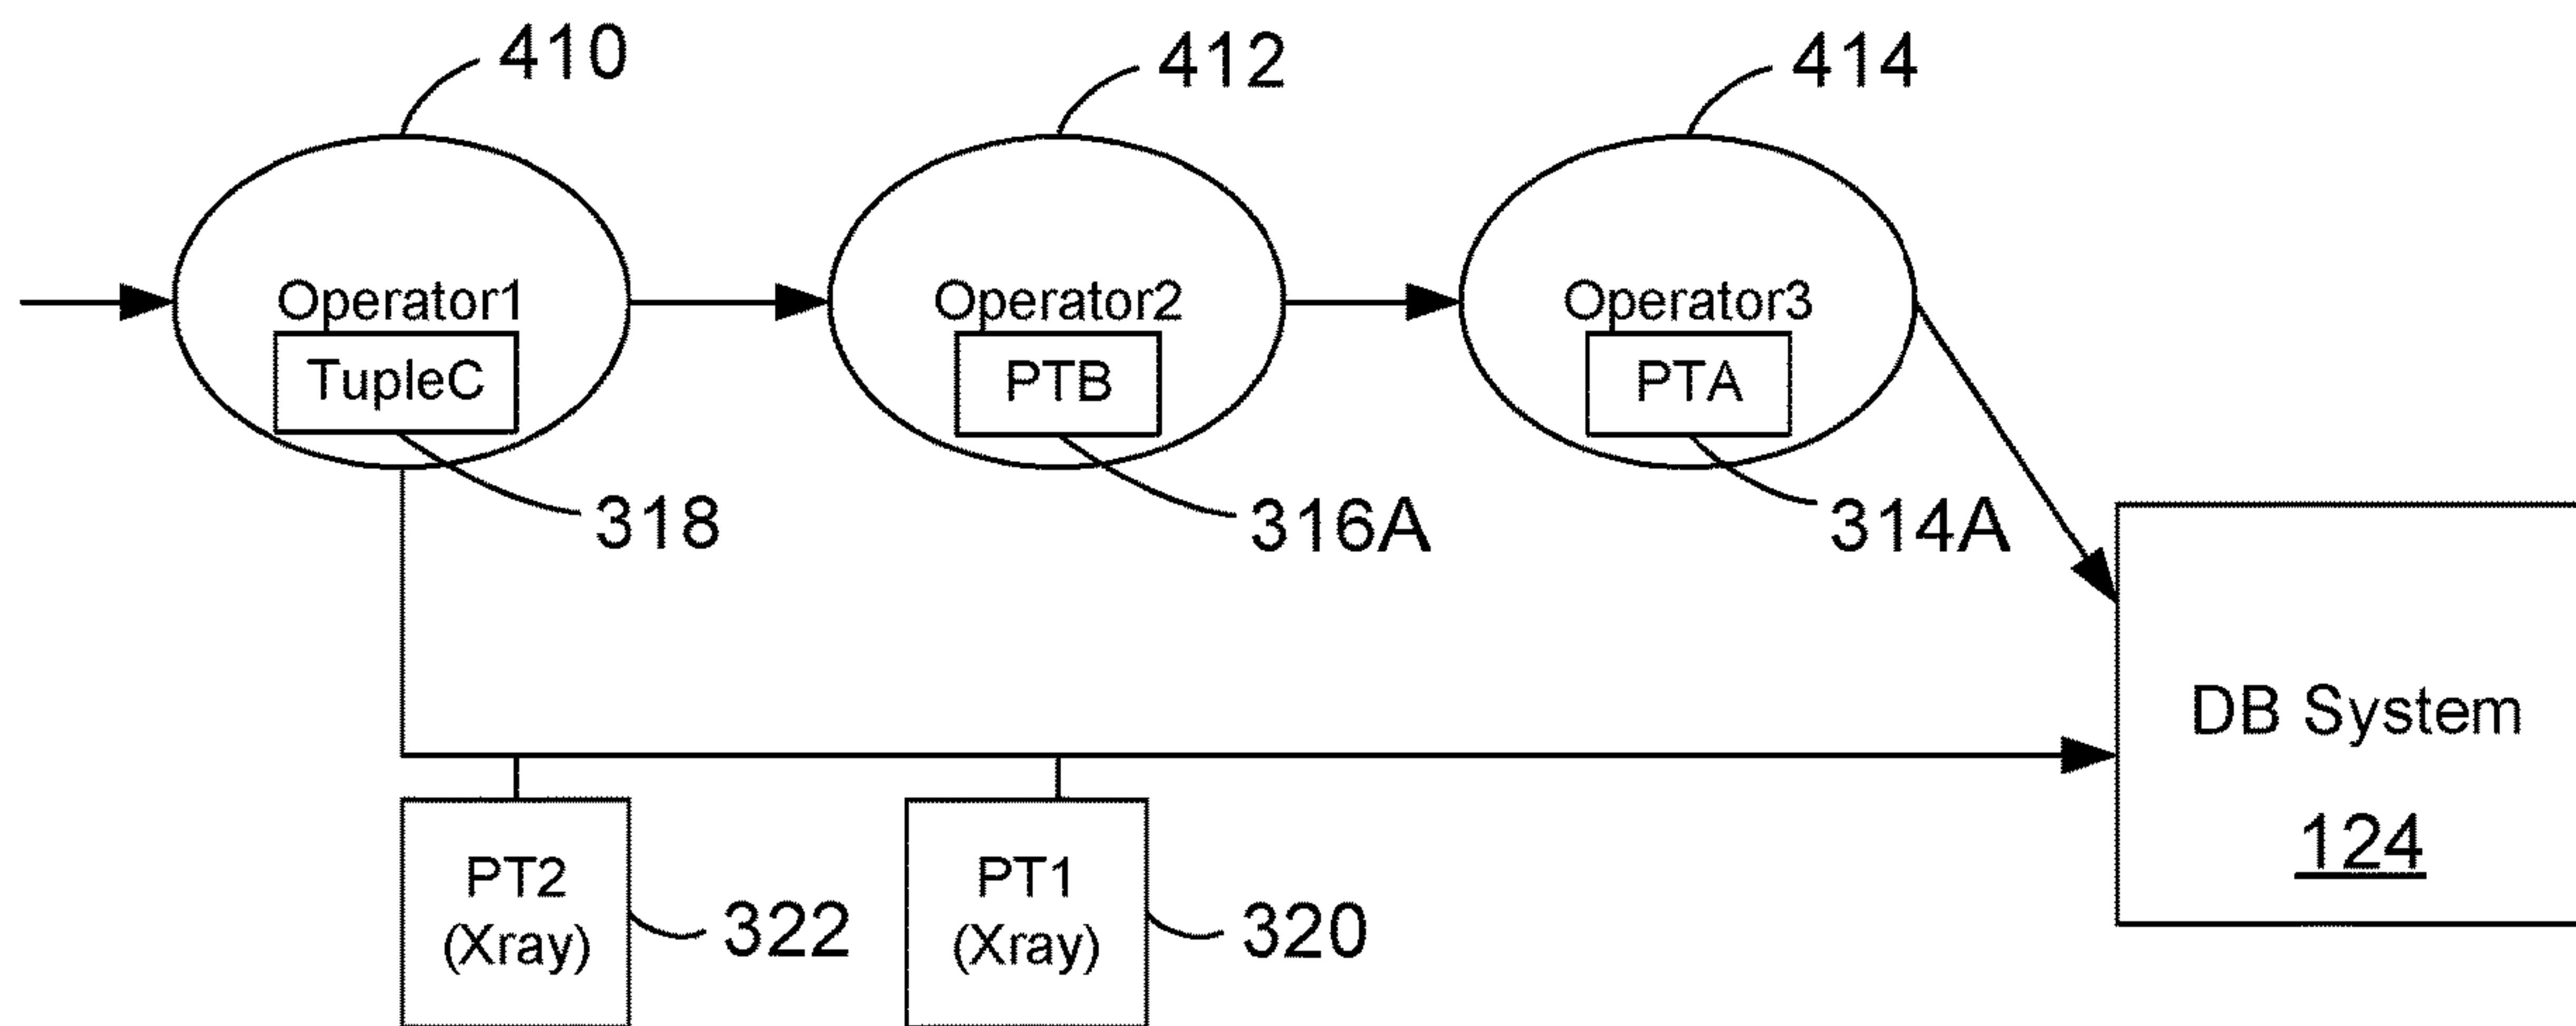 410
412
414
Operator1
Operator2
Operator3
TupleC
PTB
PTA
318
316A
314A
DB System
124
PT2
(Xray)
322
PT1
(Xray)
320